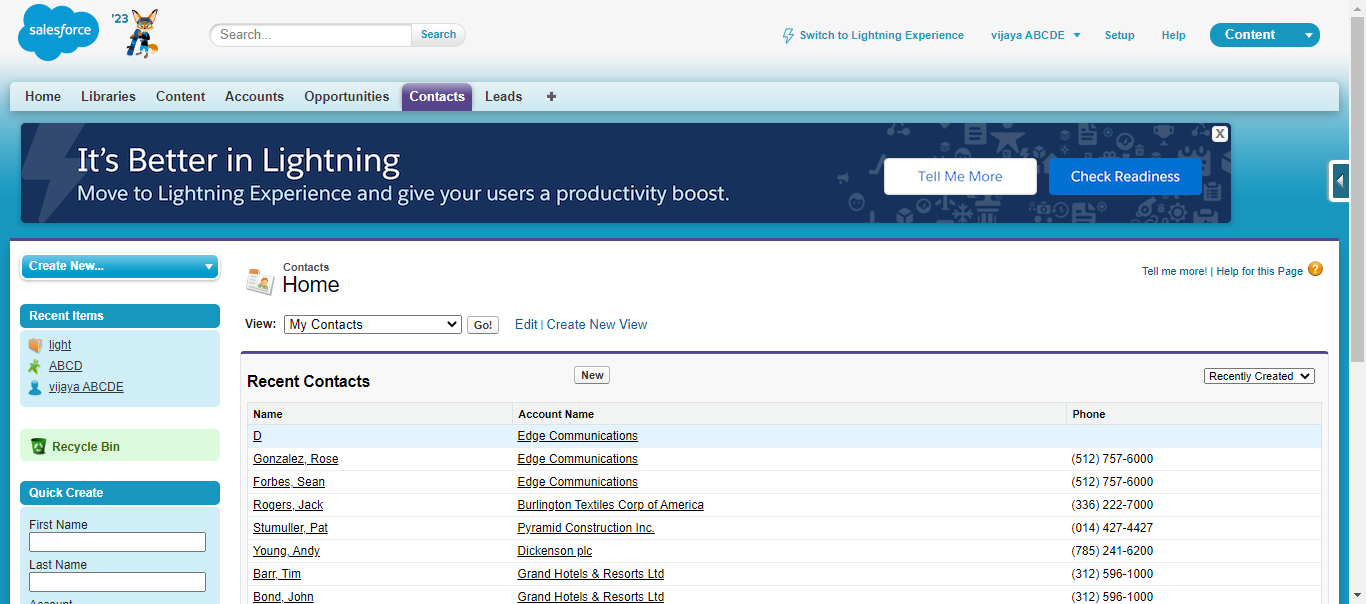 salesforce
'23
Search...
Search
Switch to Lightning Experience
vijaya ABCDE
Setup
Help
Content
Home Libraries Content Accounts Opportunities Contacts Leads +
It's Better in Lightning
Move to Lightning Experience and give your users a productivity boost.
Tell Me More
Check Readiness
X
Create New...
Recent Items
light
ABCD
vijaya ABCDE
Recycle Bin
Quick Create
First Name
Last Name
Account
Contacts
Home
Tell me more! | Help for this Page ?
View: My Contacts Go! Edit | Create New View
Recent Contacts New Recently Created
Name Account Name Phone
D Edge Communications
Gonzalez, Rose Edge Communications (512) 757-6000
Forbes, Sean Edge Communications (512) 757-6000
Rogers, Jack Burlington Textiles Corp of America (336) 222-7000
Stumuller, Pat Pyramid Construction Inc. (014) 427-4427
Young, Andy Dickenson plc (785) 241-6200
Barr, Tim Grand Hotels & Resorts Ltd (312) 596-1000
Bond, John Grand Hotels & Resorts Ltd (312) 596-1000